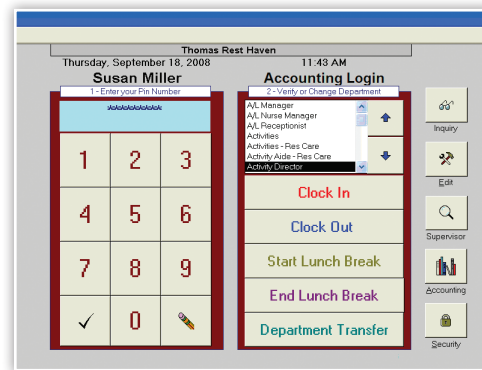 Thomas Rest Haven
Thursday, September 18, 2008
11:43 AM
Susan Miller
Accounting Login
1 - Enter your Pin Number
2 - Verify or Change Department
***********
A/L Manager
A/L Nurse Manager
A/L Receptionist
Activities
Activities - Res Care
Activity Aide - Res Care
Activity Director
1 2 3
4 5 6
7 8 9
0
Clock In
Clock Out
Start Lunch Break
End Lunch Break
Department Transfer
Inquiry
Edit
Supervisor
Accounting
Security